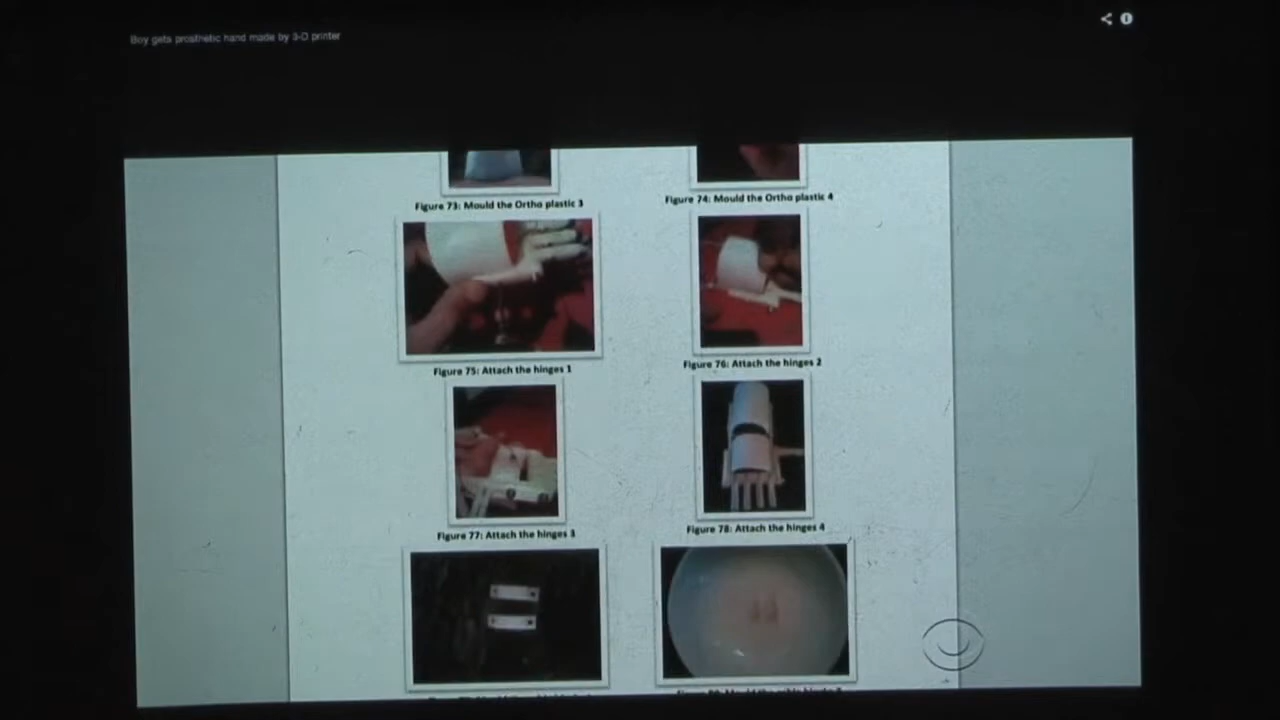 Boy gets prosthetic hand made by 3-D printer
Figure 73: Mould the Ortho plastic 3
Figure 74: Mould the Ortho plastic 4
Figure 75: Attach the hinges 1
Figure 76: Attach the hinges 2
Figure 77: Attach the hinges 3
Figure 78: Attach the hinges 4